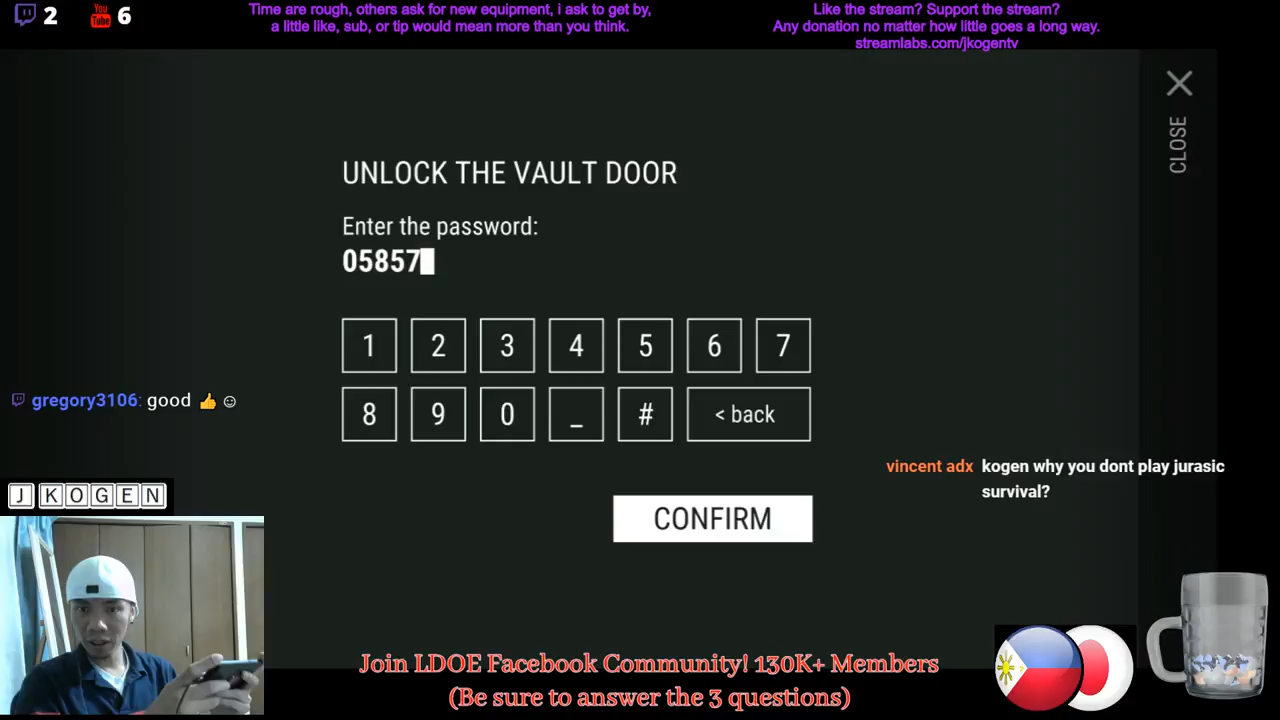 2
You Tube 6
Time are rough, others ask for new equipment, i ask to get by,
a little like, sub, or tip would mean more than you think.
Like the stream? Support the stream?
Any donation no matter how little goes a long way.
streamlabs.com/jkogentv
CLOSE
UNLOCK THE VAULT DOOR
Enter the password:
05857
1 2 3 4 5 6 7
8 9 0 _ # < back
gregory3106: good 👍 ☺
vincent adx kogen why you dont play jurasic
survival?
J KOGEN
CONFIRM
Join LDOE Facebook Community! 130K+ Members
(Be sure to answer the 3 questions)